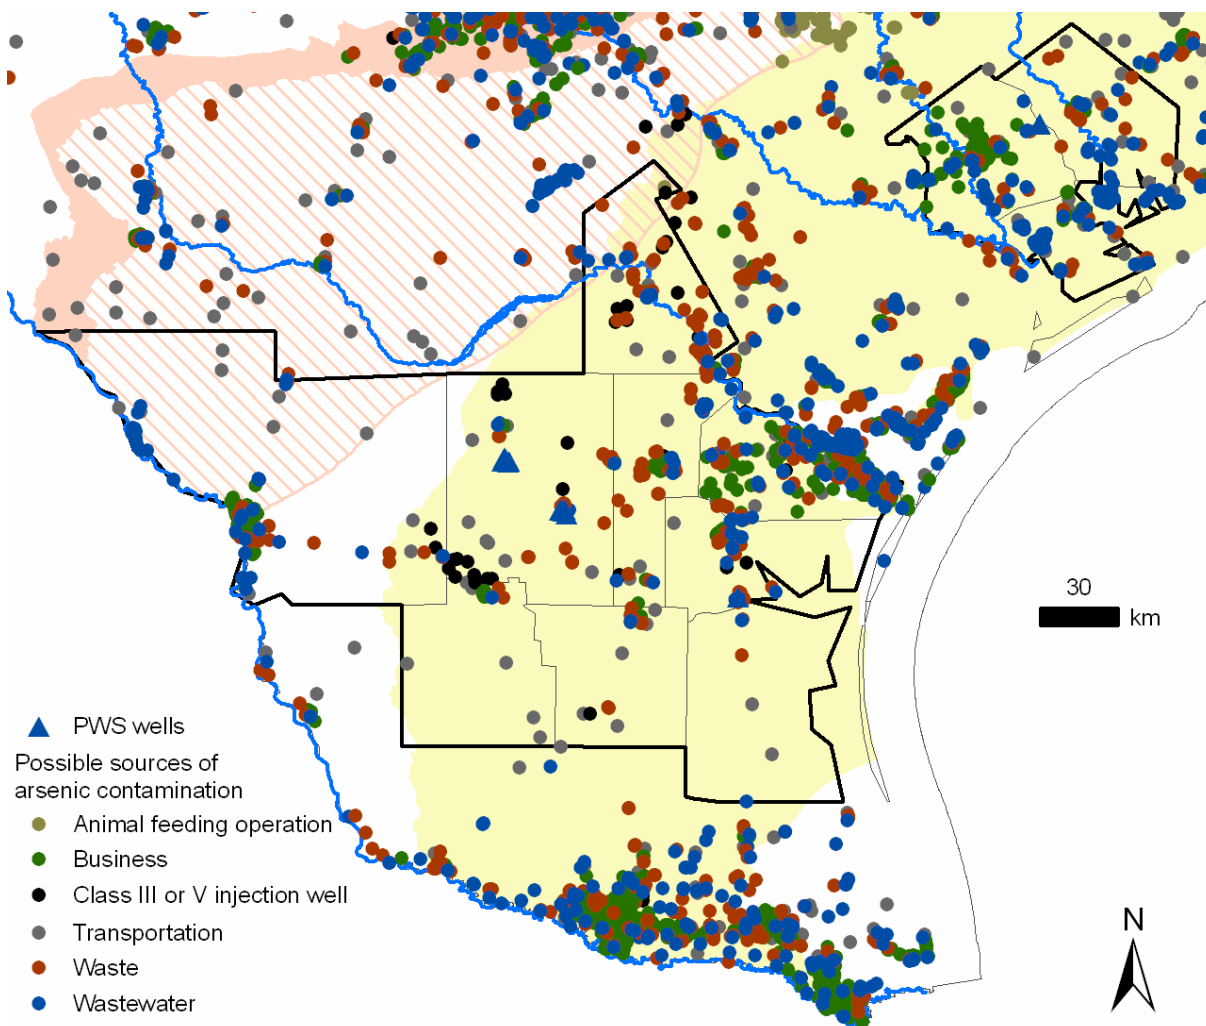 30
km
PWS wells
Possible sources of
arsenic contamination
Animal feeding operation
Business
Class III or V injection well
Transportation
Waste
Wastewater
N